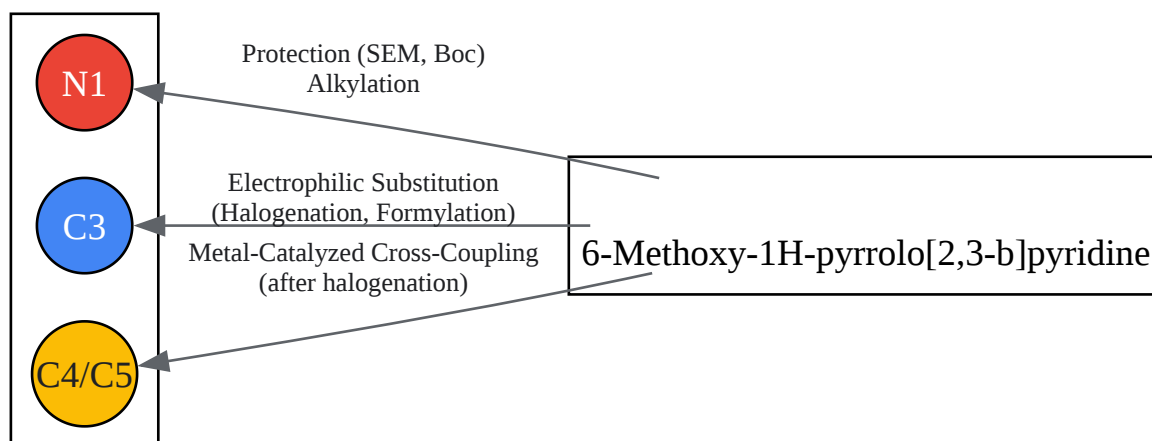 N1
Protection (SEM, Boc)
Alkylation
C3
Electrophilic Substitution
(Halogenation, Formylation)
Metal-Catalyzed Cross-Coupling
(after halogenation)
6-Methoxy-1H-pyrrolo[2,3-b]pyridine
C4/C5